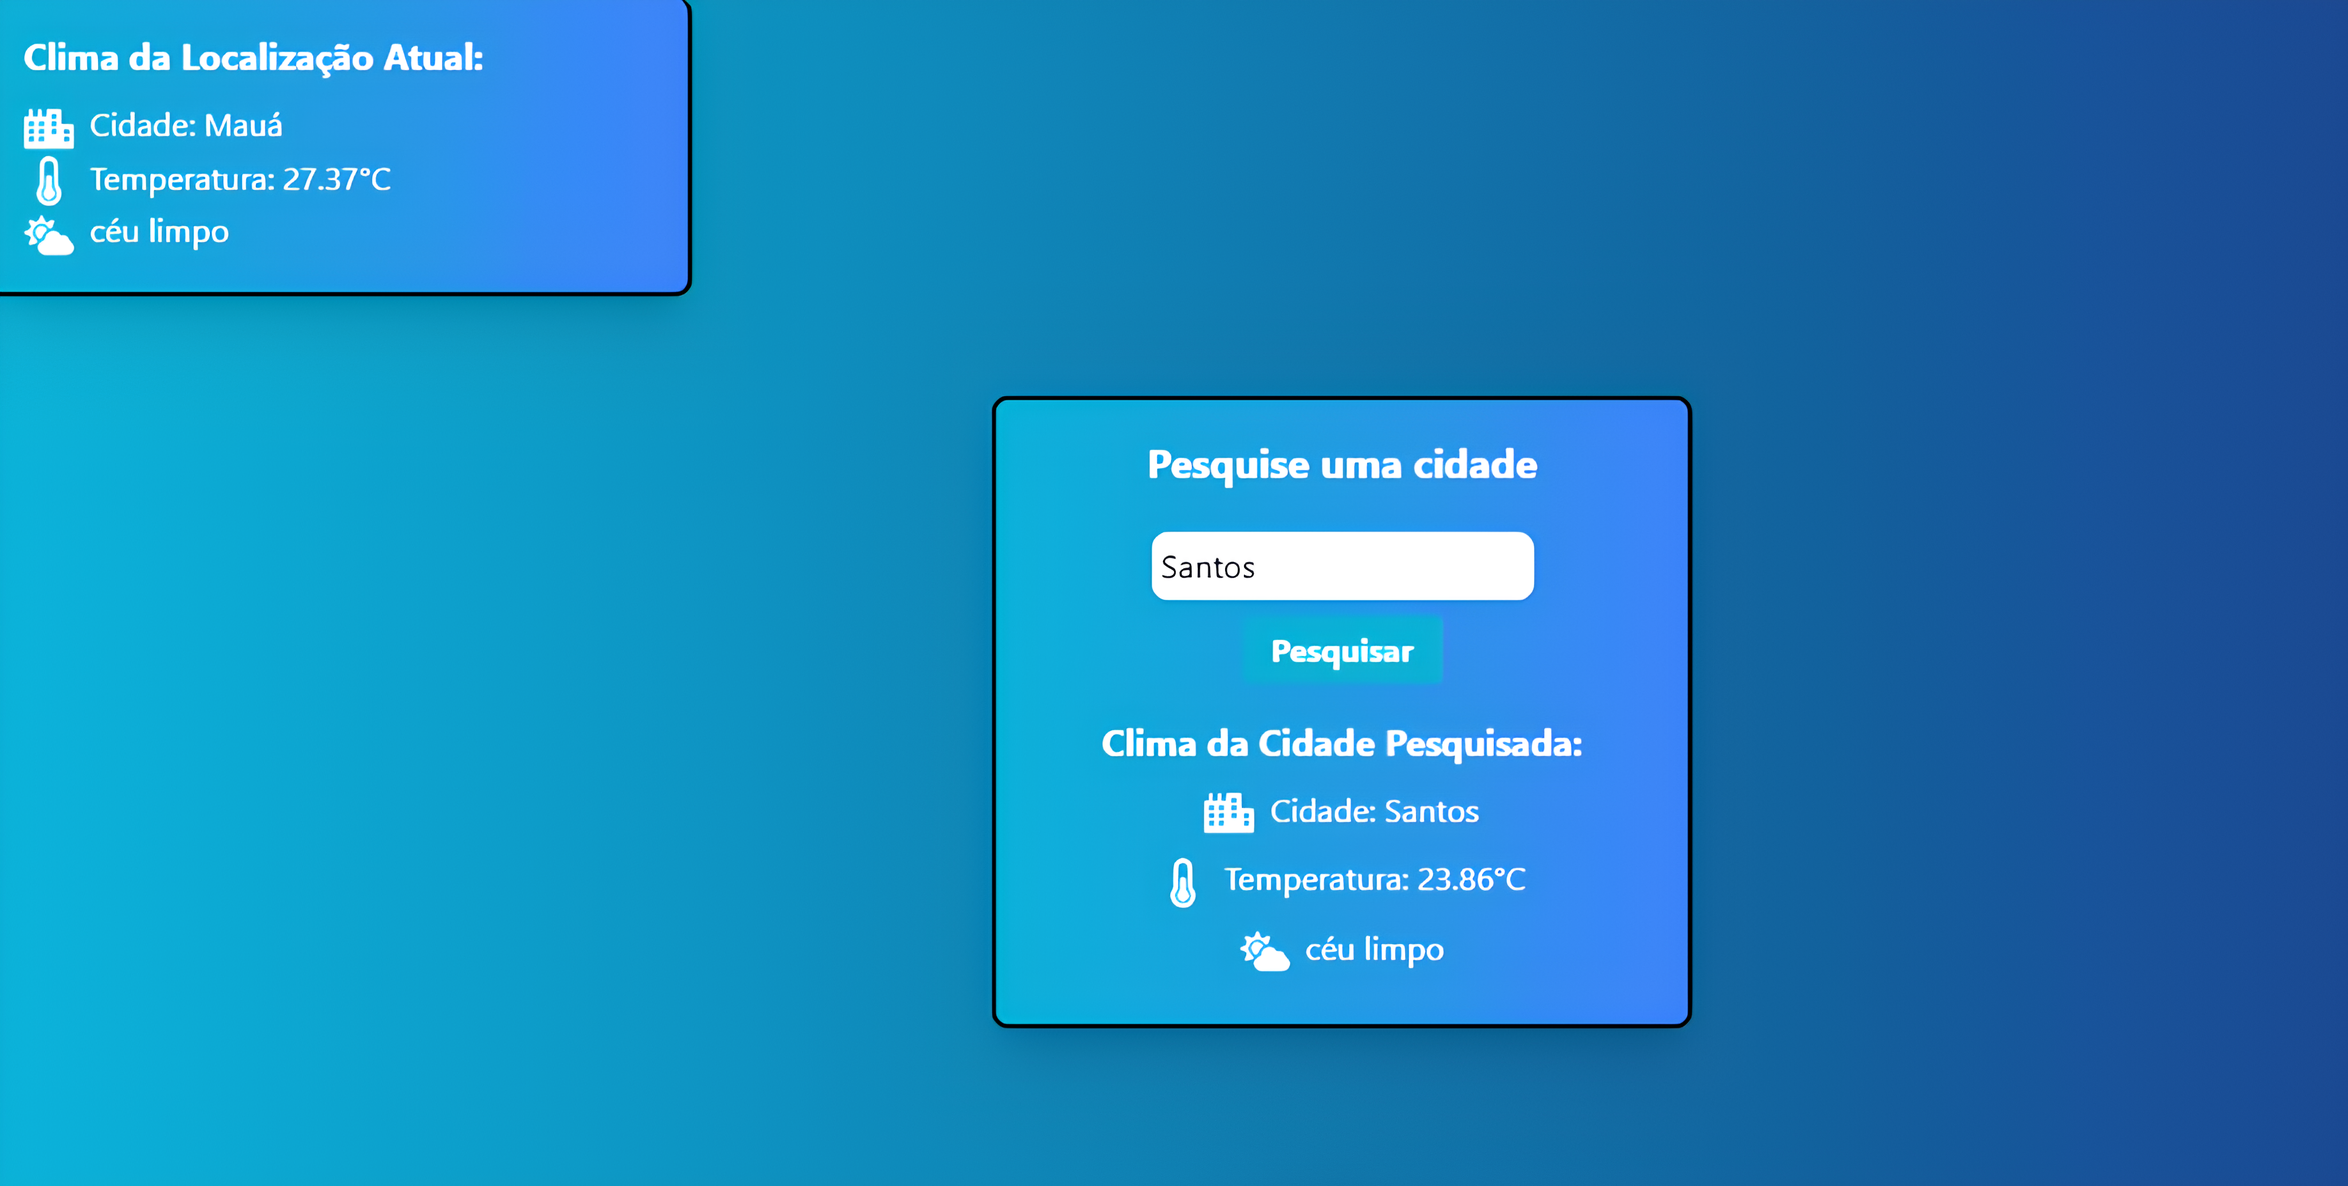 Clima da Localização Atual:
Cidade: Mauá
Temperatura: 27.37°C
céu limpo
Pesquise uma cidade
Santos
Pesquisar
Clima da Cidade Pesquisada:
Cidade: Santos
Temperatura: 23.86°C
céu limpo